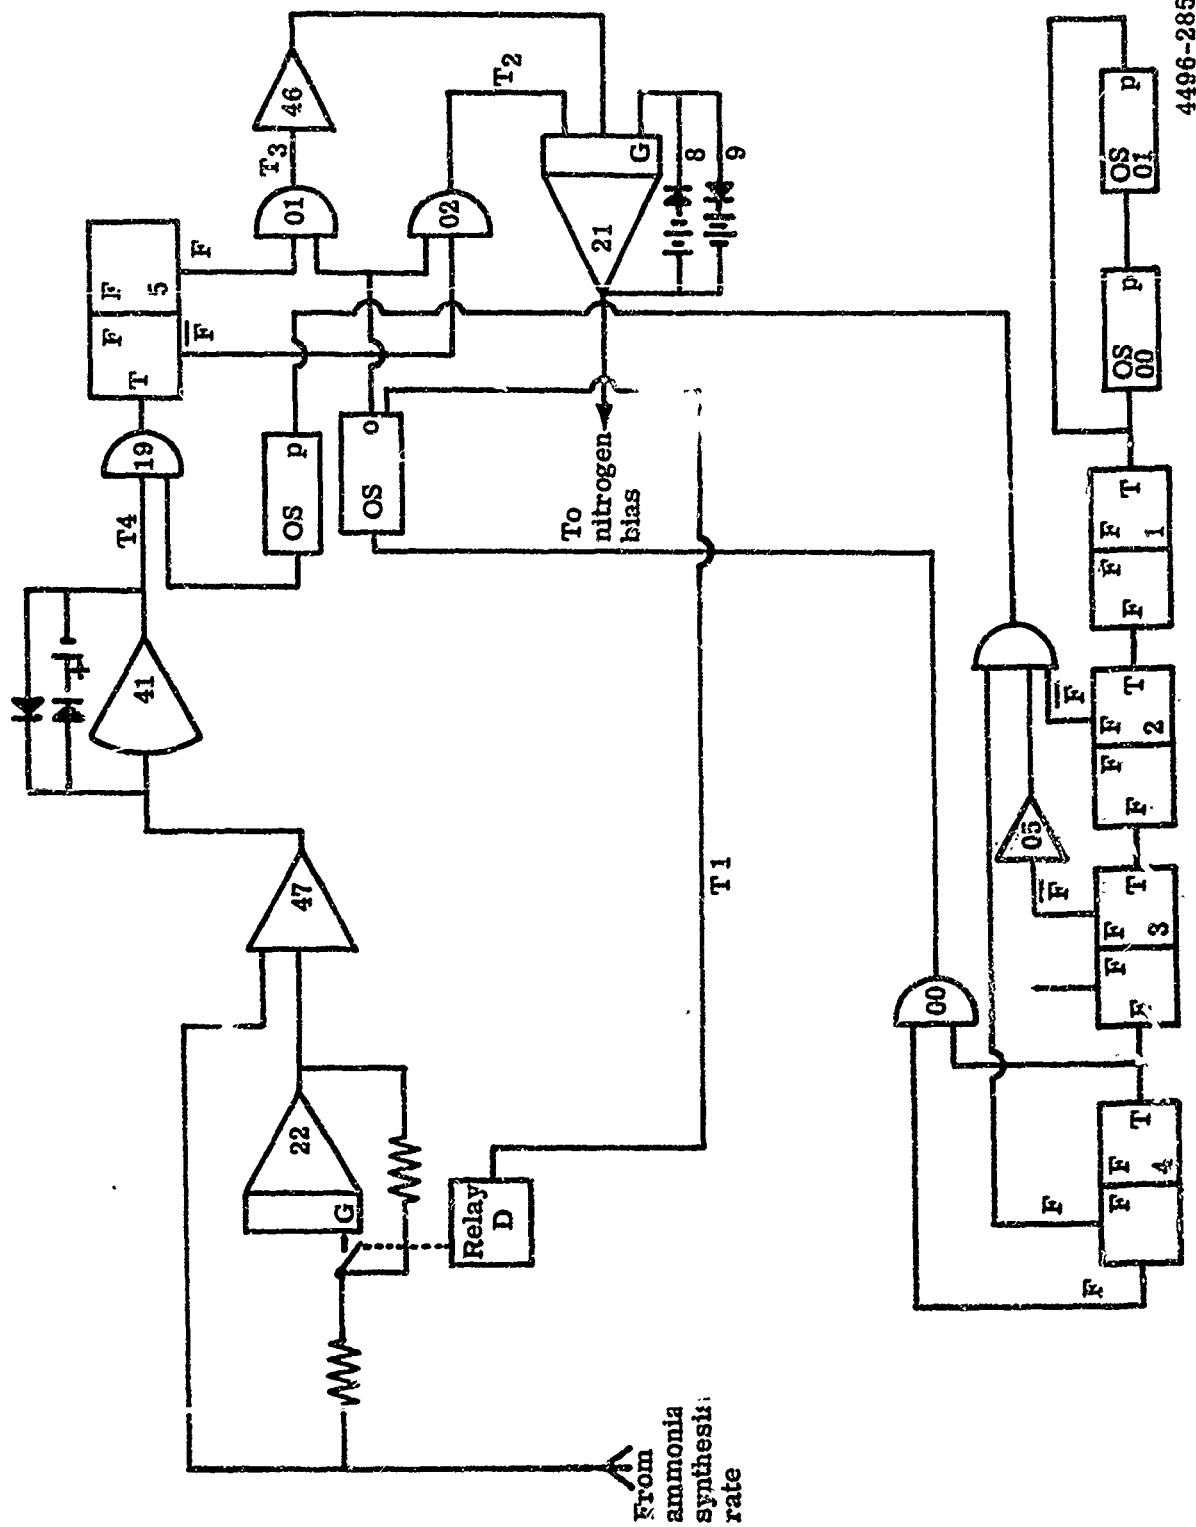 4496-285
46
T3
01
T2
02
F
F
5
F
F̅
T
19
T4
OS
p
OS
o
G
21
8
9
To
nitrogen
bias
41
47
22
G
Relay
D
T1
From
ammonia
rate
00
05
F̅
F̅
F
F̅
F
F
4
T
F
F
F
3
T
F
F
F
2
T
F
F
F
1
T
OS
00
p
OS
01
p